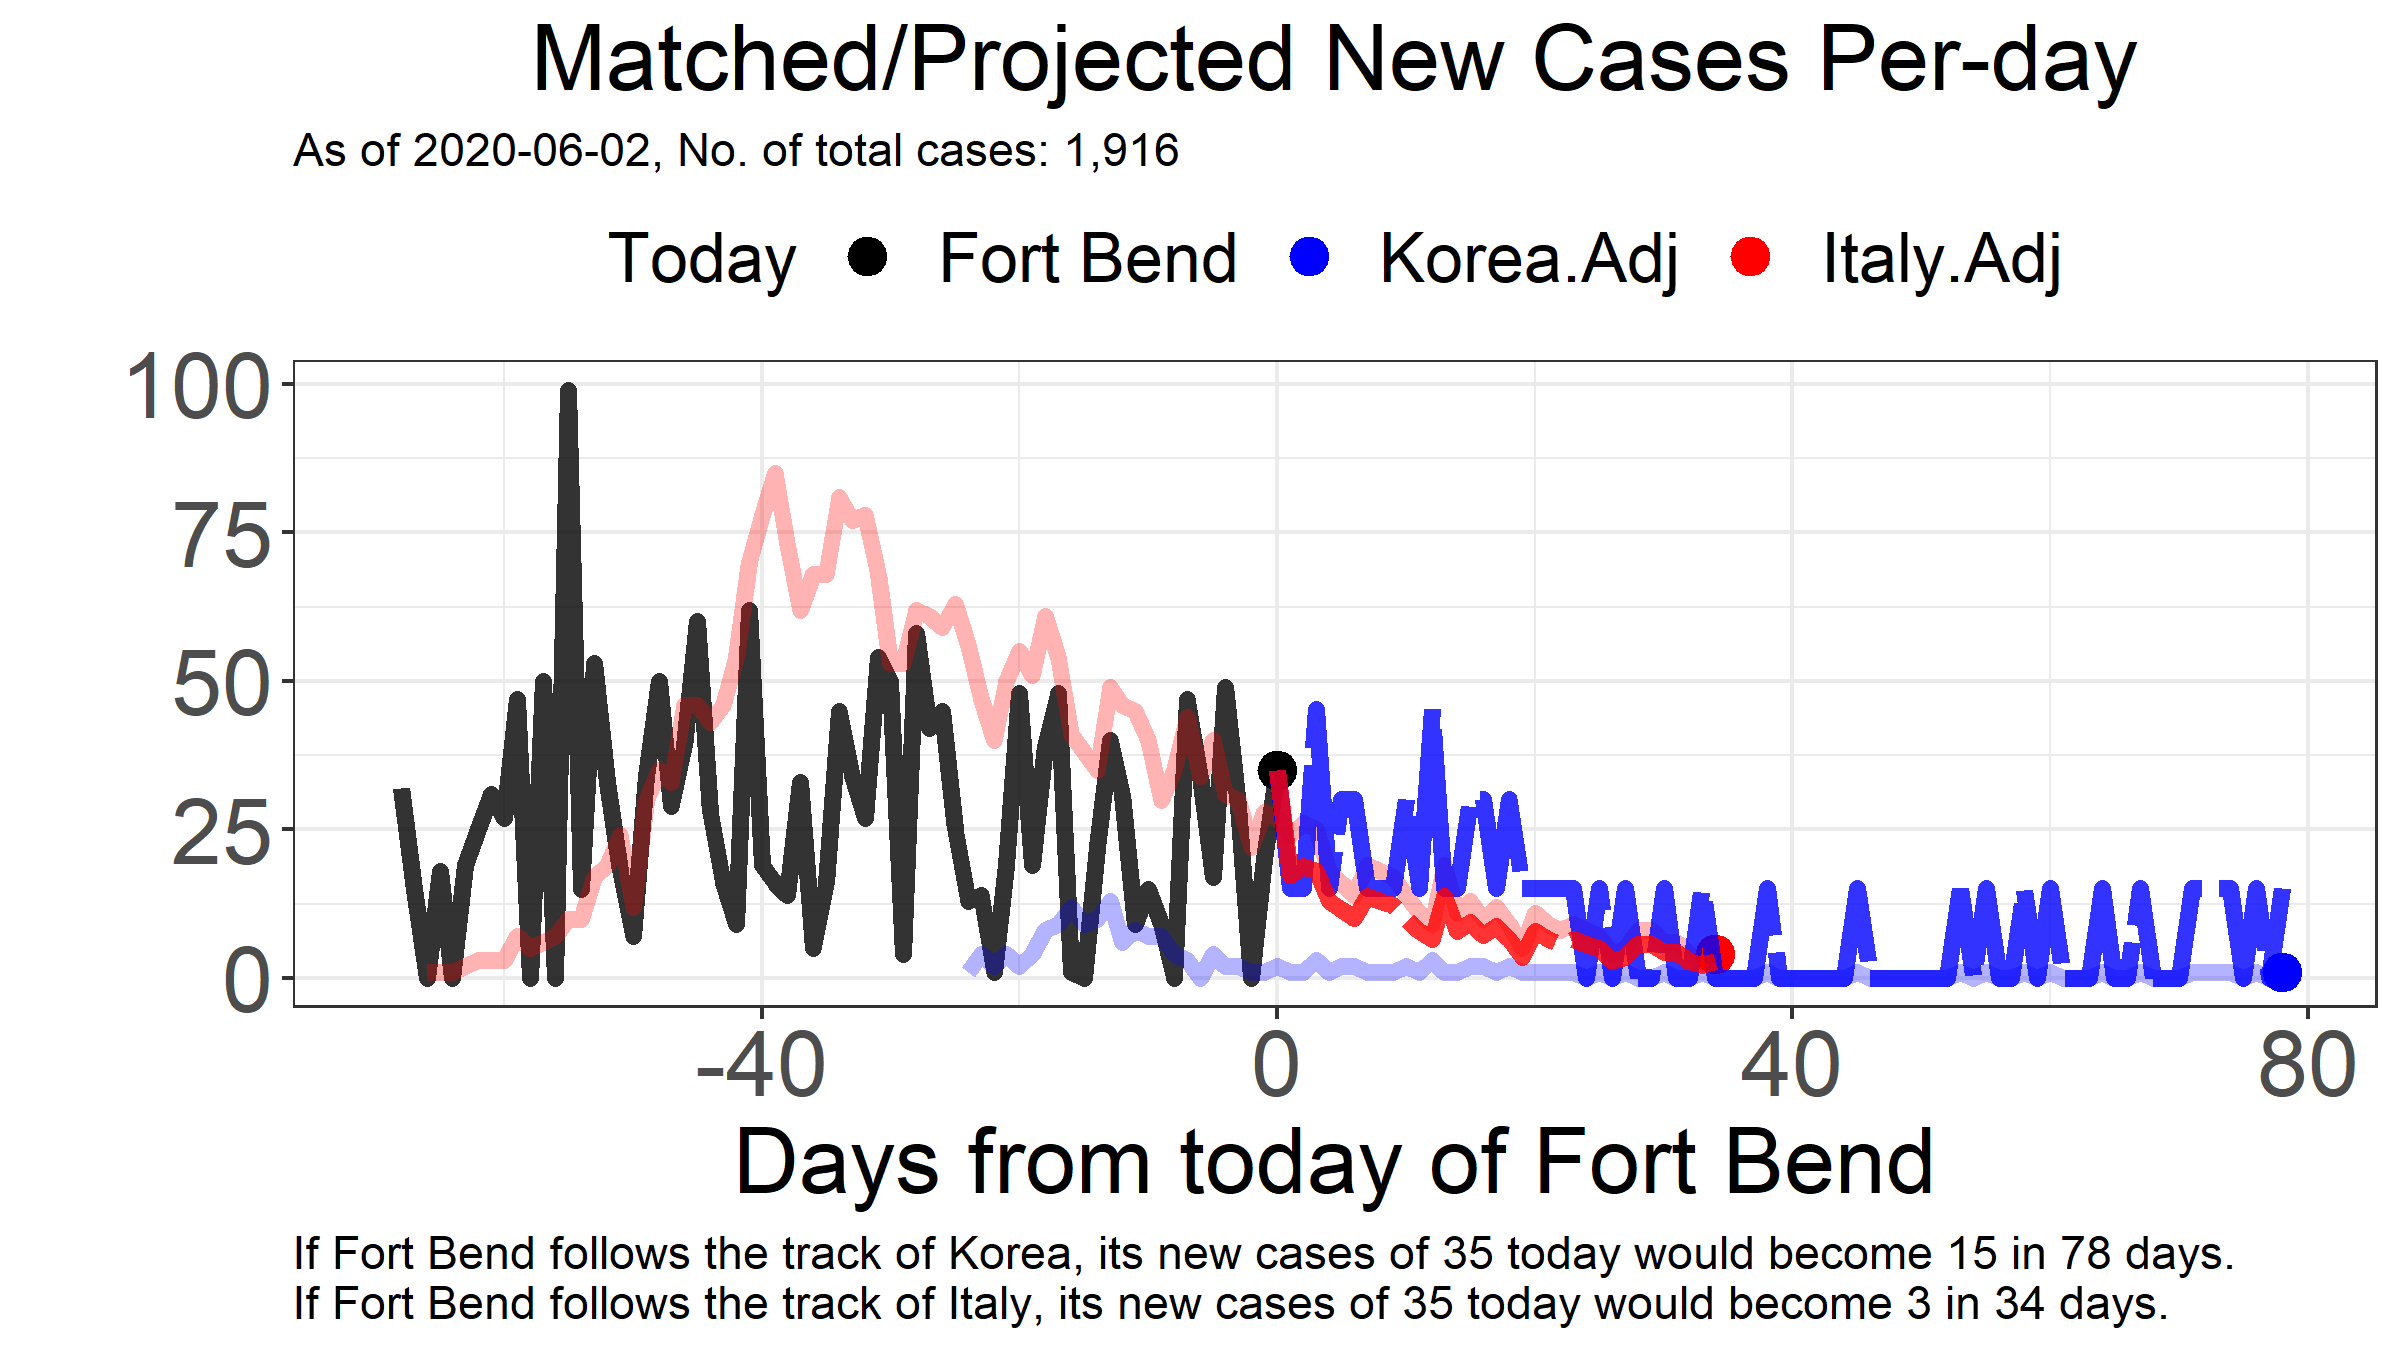 Matched/Projected New Cases Per-day
As of 2020-06-02, No. of total cases: 1,916
Today Fort Bend Korea.Adj Italy.Adj
100
75
50
25
0
-40 0 40 80
Days from today of Fort Bend
If Fort Bend follows the track of Korea, its new cases of 35 today would become 15 in 78 days.
If Fort Bend follows the track of Italy, its new cases of 35 today would become 3 in 34 days.